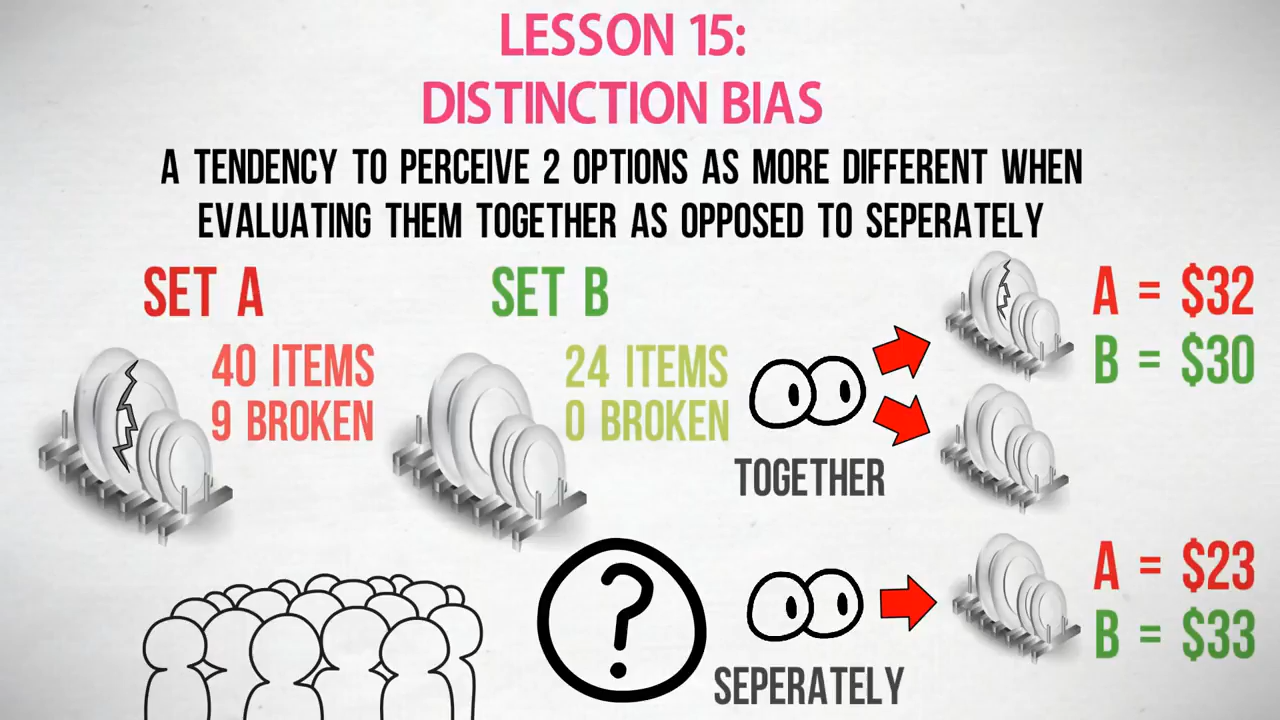 LESSON 15:
DISTINCTION BIAS
A TENDENCY TO PERCEIVE 2 OPTIONS AS MORE DIFFERENT WHEN
EVALUATING THEM TOGETHER AS OPPOSED TO SEPERATELY
SET A
40 ITEMS
9 BROKEN
SET B
24 ITEMS
0 BROKEN
TOGETHER
A = $32
B = $30
?
SEPERATELY
A = $23
B = $33